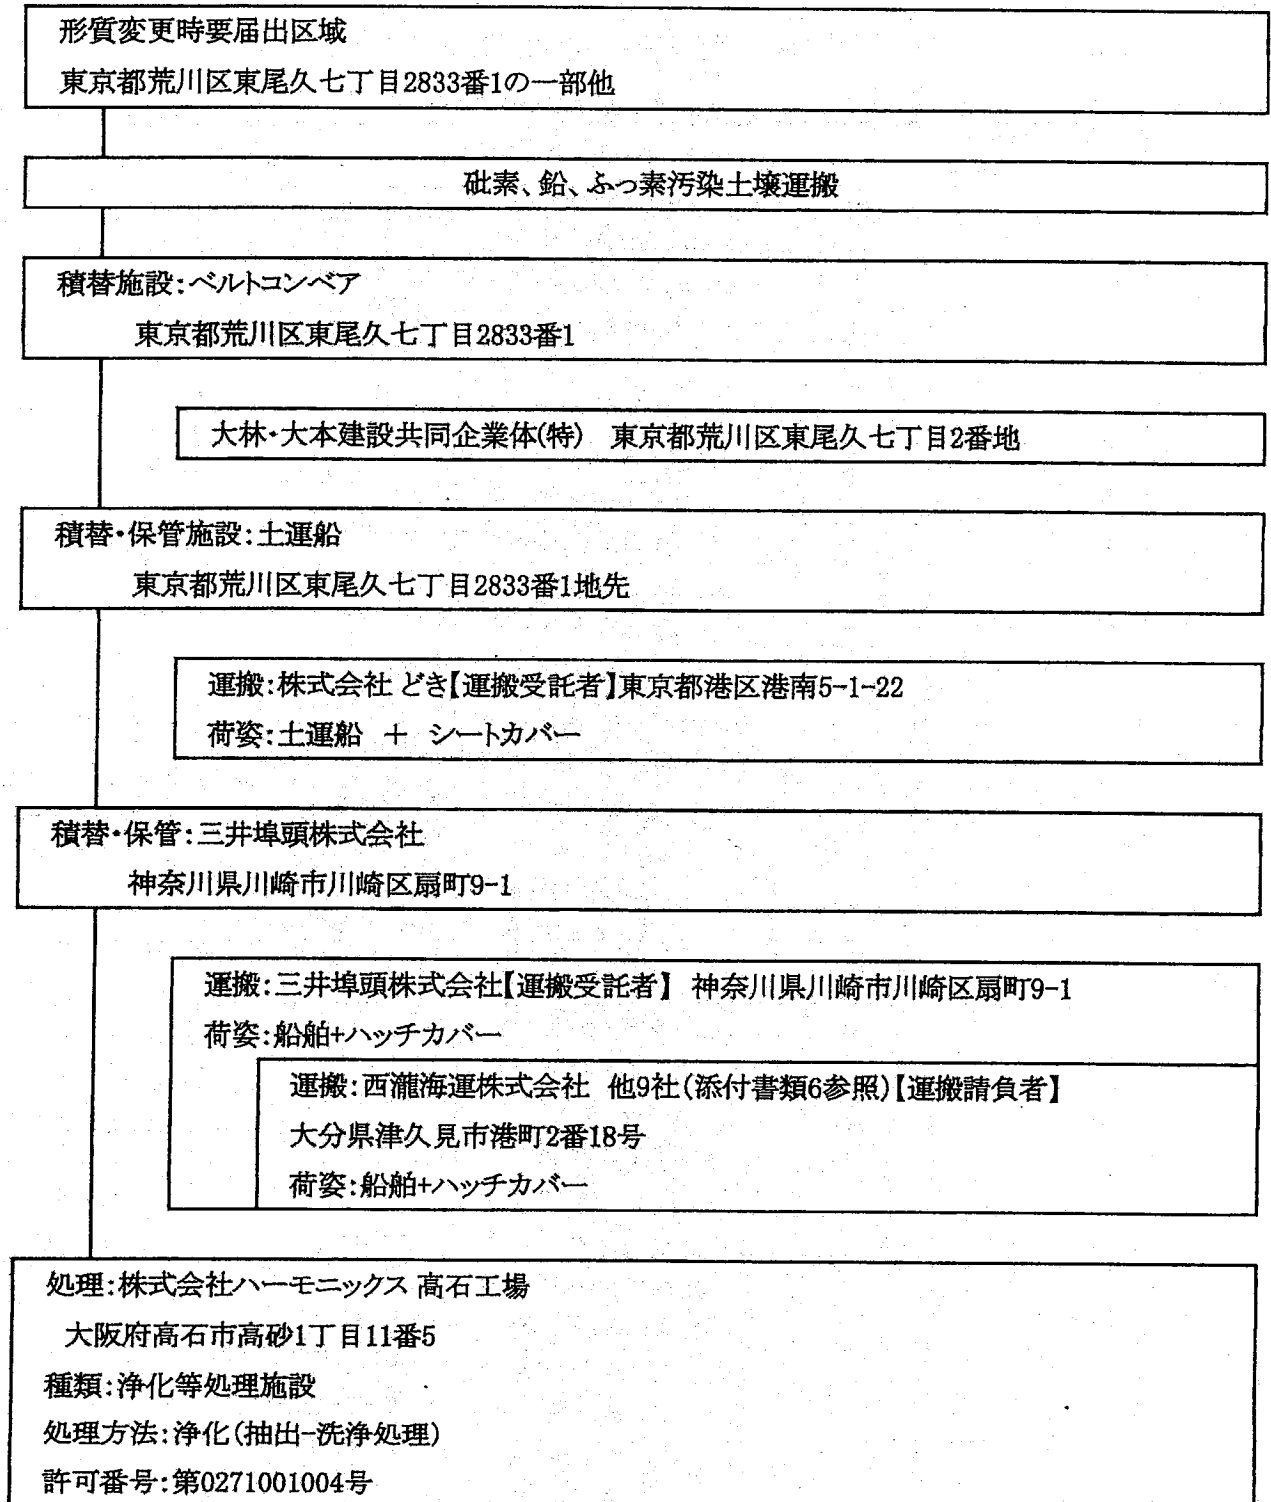 形質変更時要届出区域
東京都荒川区東尾久七丁目2833番1の一部他
砒素、鉛、ふっ素汚染土壌運搬
積替施設:ベルトコンベア
東京都荒川区東尾久七丁目2833番1
大林・大本建設共同企業体(特) 東京都荒川区東尾久七丁目2番地
積替・保管施設:土運船
東京都荒川区東尾久七丁目2833番1地先
運搬:株式会社 どき【運搬受託者】東京都港区港南5-1-22
荷姿:土運船 + シートカバー
積替・保管:三井埠頭株式会社
神奈川県川崎市川崎区扇町9-1
運搬:三井埠頭株式会社【運搬受託者】 神奈川県川崎市川崎区扇町9-1
荷姿:船舶+ハッチカバー
運搬:西瀧海運株式会社 他9社(添付書類6参照)【運搬請負者】
大分県津久見市港町2番18号
荷姿:船舶+ハッチカバー
処理:株式会社ハーモニックス 高石工場
大阪府高石市高砂1丁目11番5
種類:浄化等処理施設
処理方法:浄化(抽出-洗浄処理)
許可番号:第0271001004号